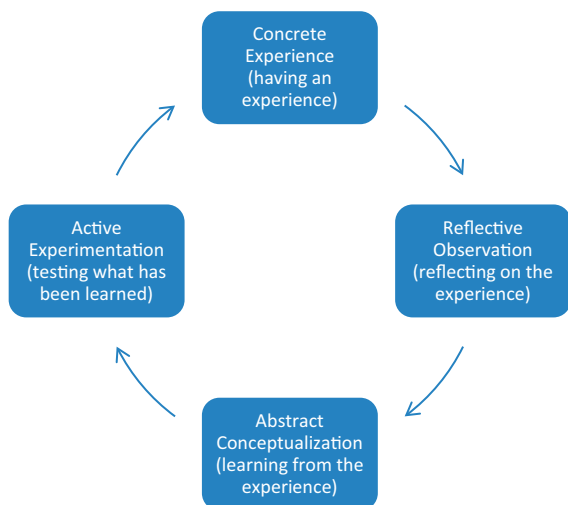 Concrete
Experience
(having an
experience)
Reflective
Observation
(reflecting on the
experience)
Abstract
Conceptualization
(learning from the
experience)
Active
Experimentation
(testing what has
been learned)